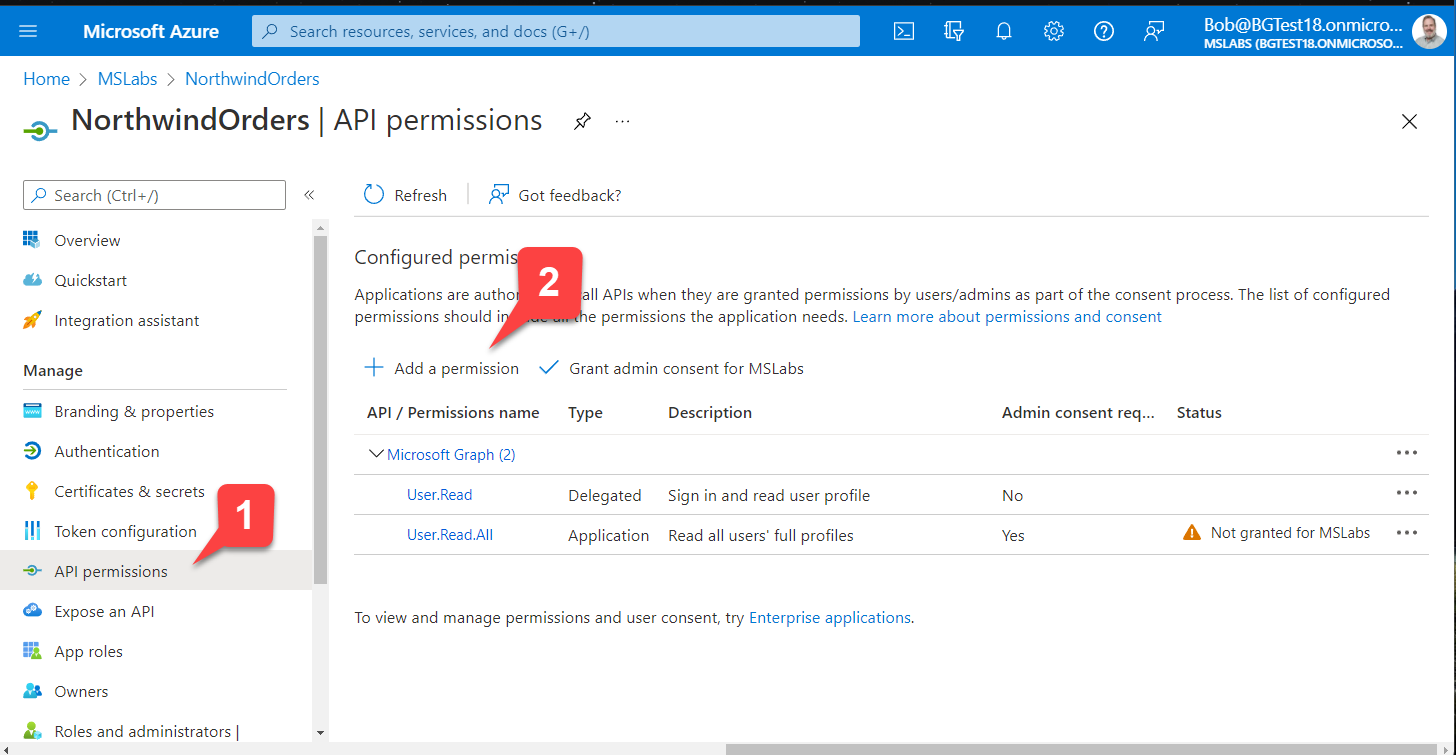 Microsoft Azure
Search resources, services, and docs (G+/)
Bob@BGTest18.onmicro...
MSLABS (BGTEST18.ONMICROSO...
Home > MSLabs > NorthwindOrders
NorthwindOrders | API permissions
Search (Ctrl+/)
«
Refresh
Got feedback?
Overview
Quickstart
Integration assistant
Manage
Branding & properties
Authentication
Certificates & secrets
Token configuration
1
API permissions
Expose an API
App roles
Owners
Roles and administrators |
Configured permis
2
Applications are author all APIs when they are granted permissions by users/admins as part of the consent process. The list of configured
permissions should in all the permissions the application needs. Learn more about permissions and consent
Add a permission
Grant admin consent for MSLabs
API / Permissions name Type Description Admin consent req... Status
Microsoft Graph (2)
User.Read Delegated Sign in and read user profile No
User.Read.All Application Read all users' full profiles Yes Not granted for MSLabs
To view and manage permissions and user consent, try Enterprise applications.